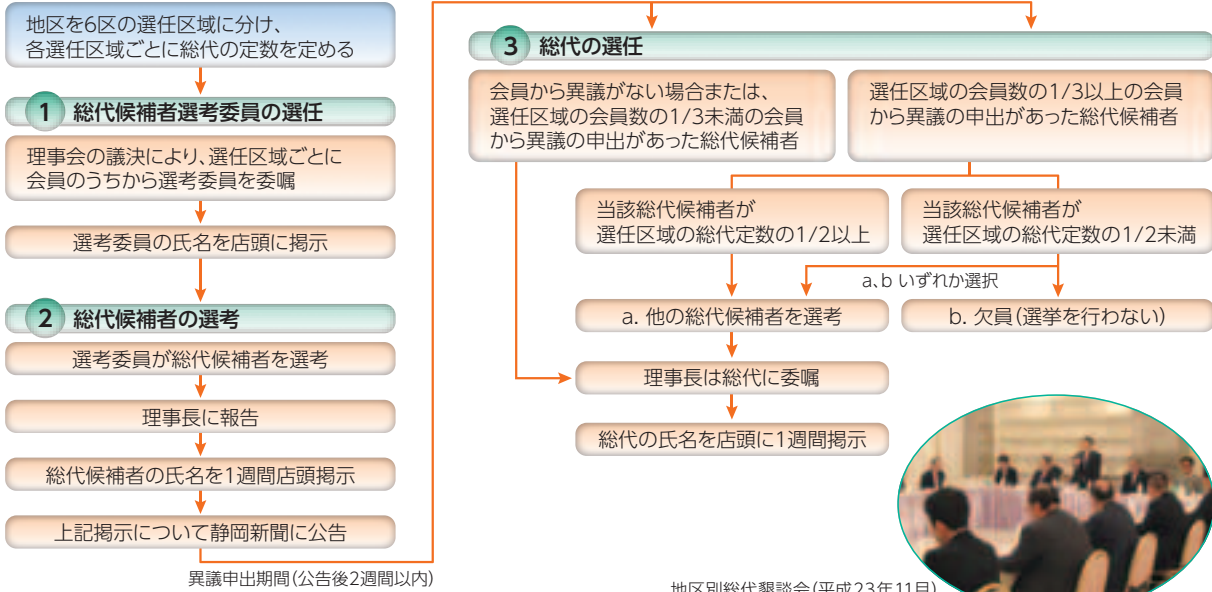 地区を6区の選任区域に分け、
各選任区域ごとに総代の定数を定める
1 総代候補者選考委員の選任
理事会の議決により、選任区域ごとに
会員のうちから選考委員を委嘱
選考委員の氏名を店頭に掲示
2 総代候補者の選考
選考委員が総代候補者を選考
理事長に報告
総代候補者の氏名を1週間店頭掲示
上記掲示について静岡新聞に公告
異議申出期間(公告後2週間以内)
3 総代の選任
会員から異議がない場合または、
選任区域の会員数の1/3未満の会員
から異議の申出があった総代候補者
選任区域の会員数の1/3以上の会員
から異議の申出があった総代候補者
当該総代候補者が
選任区域の総代定数の1/2以上
当該総代候補者が
選任区域の総代定数の1/2未満
a、b いずれか選択
a. 他の総代候補者を選考
b. 欠員(選挙を行わない)
理事長は総代に委嘱
総代の氏名を店頭に1週間掲示
地区別総代懇談会(平成23年11月)